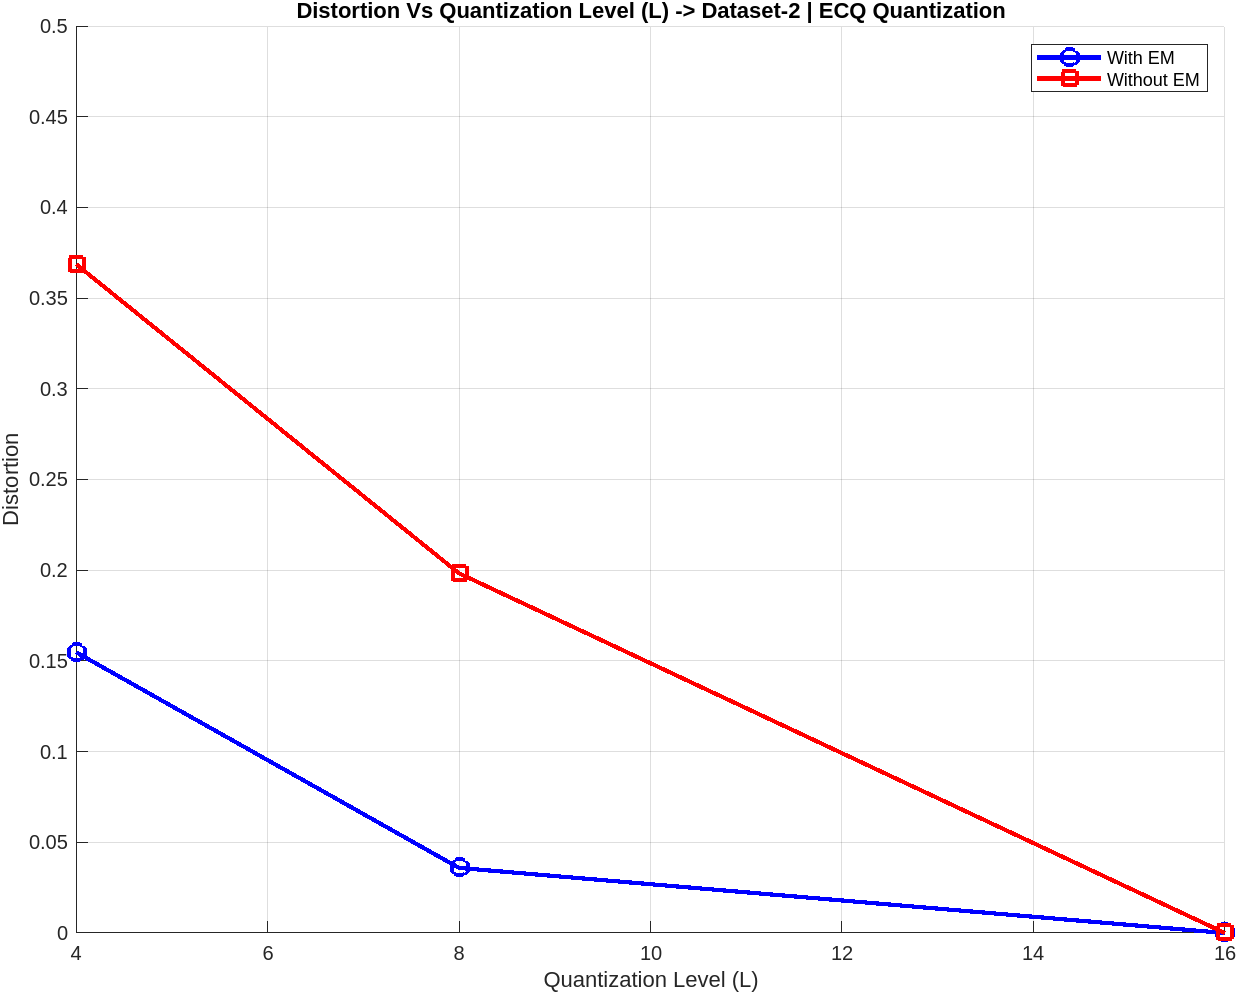 Distortion Vs Quantization Level (L) -> Dataset-2 | ECQ Quantization
With EM
Without EM
0.5
0.45
0.4
0.35
0.3
0.25
0.2
0.15
0.1
0.05
0
Distortion
4 6 8 10 12 14 16
Quantization Level (L)